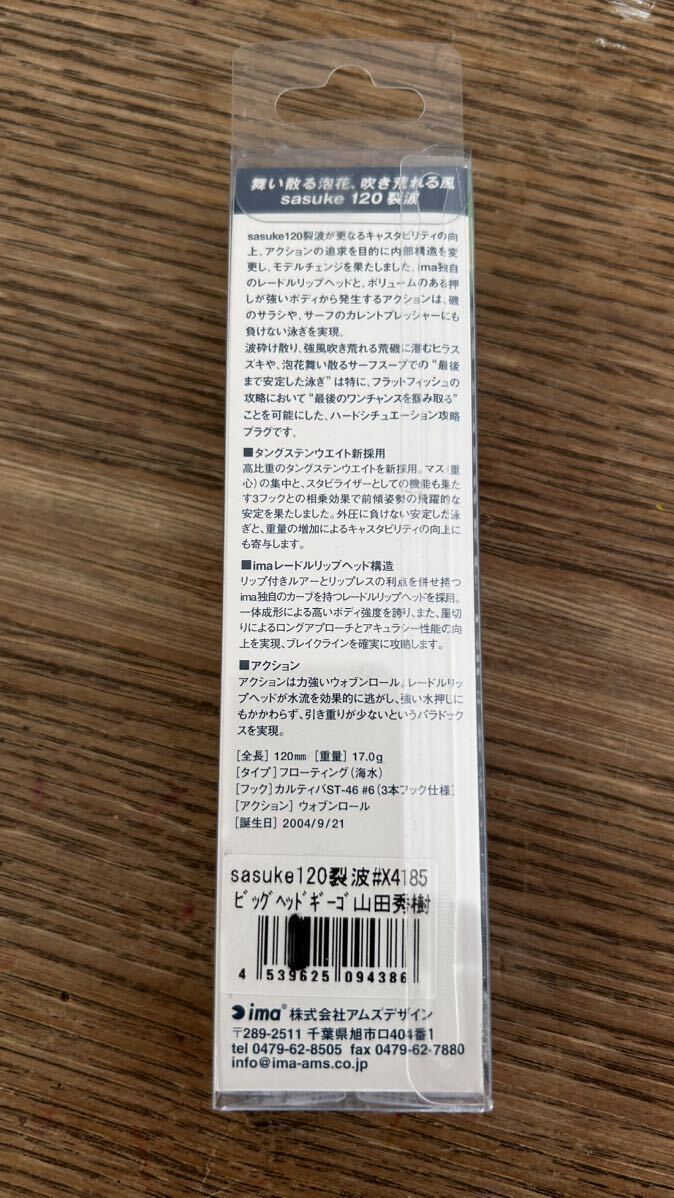 舞い散る泡花、吹き荒れる風
sasuke 120 裂波
sasuke120裂波が更なるキャスタビリティの向
上、アクションの追求を目的に内部構造を変
更し、モデルチェンジを果たしました。ima独自
のレードルリップヘッドと、ボリュームのある押
しが強いボディから発生するアクションは、磯
のサラシや、サーフのカレントプレッシャーにも
負けない泳ぎを実現。
波砕け散り、強風吹き荒れる荒磯に潜むヒラス
ズキや、泡花舞い散るサーフスープでの“最後
まで安定した泳ぎ”は特に、フラットフィッシュの
攻略において“最後のワンチャンスを掴み取る”
ことを可能にした、ハードシチュエーション攻略
プラグです。
■タングステンウエイト新採用
高比重のタングステンウエイトを新採用。マス（重
心）の集中と、スタビライザーとしての機能も果た
す3フックとの相乗効果で前傾姿勢の飛躍的な
安定を果たしました。外圧に負けない安定した泳
ぎと、重量の増加によるキャスタビリティの向上に
も寄与します。
■imaレードルリップヘッド構造
リップ付きルアーとリップレスの利点を併せ持つ
ima独自のカーブを持つレードルリップヘッドを採用。
一体成形による高いボディ強度を誇り、また、風切
りによるロングアプローチとアキュラシー性能の向
上を実現、ブレイクラインを確実に攻略します。
■アクション
アクションは力強いウォブンロール。レードルリッ
プヘッドが水流を効果的に逃がし、強い水押しに
もかかわらず、引き重りが少ないというパラドック
スを実現。
[全長] 120mm [重量] 17.0g
[タイプ] フローティング（海水）
[フック] カルティバST-46 #6（3本フック仕様）
[アクション] ウォブンロール
[誕生日] 2004/9/21
sasuke120裂波#X4185
ﾋﾞｯｸﾞﾍｯﾄﾞｷﾞｰｺﾞ山田秀樹
4 539625 094386
ima® 株式会社アムズデザイン
〒289-2511 千葉県旭市ロ404番1
tel 0479-62-8505 fax 0479-62-7880
info@ima-ams.co.jp